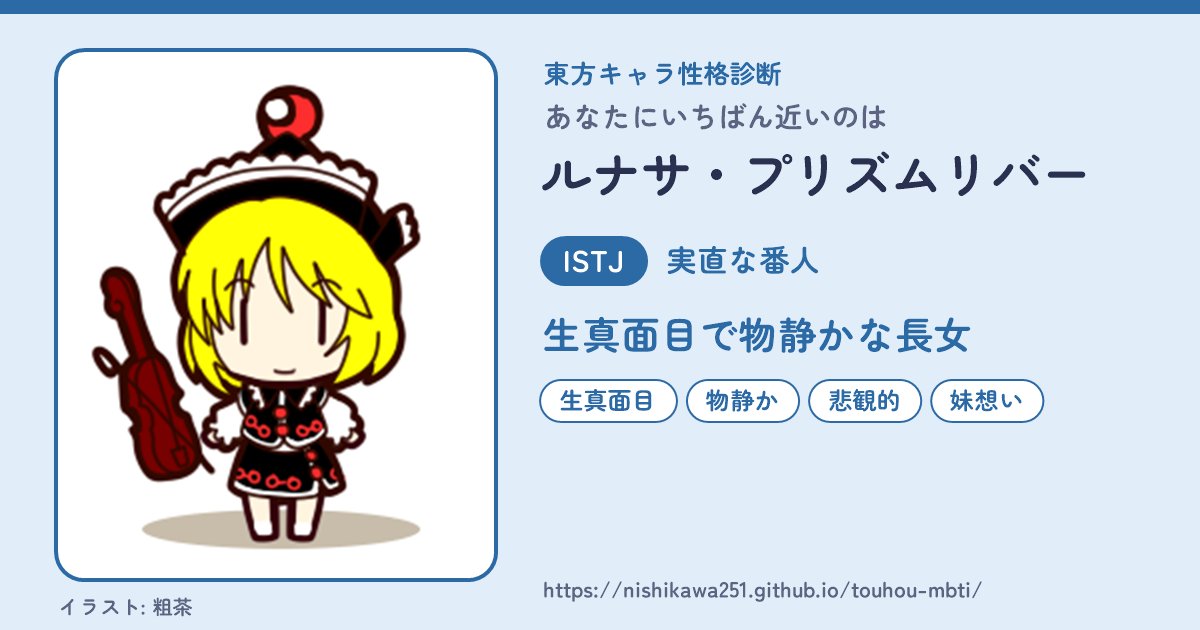 東方キャラ性格診断
あなたにいちばん近いのは
ルナサ・プリズムリバー
ISTJ 実直な番人
生真面目で物静かな長女
生真面目 物静か 悲観的 妹想い
https://nishikawa251.github.io/touhou-mbti/
イラスト: 粗茶